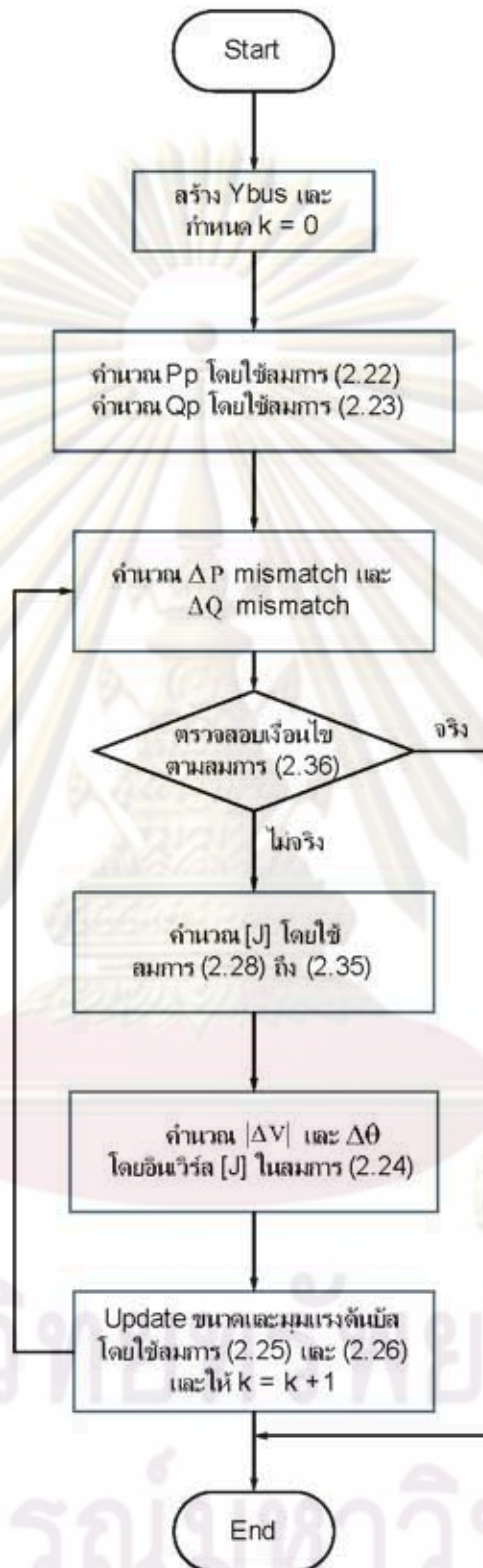 Start
สร้าง Ybus และ
กำหนด k = 0
คำนวณ Pp โดยใช้สมการ (2.22)
คำนวณ Qp โดยใช้สมการ (2.23)
คำนวณ ΔP mismatch และ
ΔQ mismatch
ตรวจสอบเงื่อนไข
ตามสมการ (2.36)
จริง
ไม่จริง
คำนวณ [J] โดยใช้
สมการ (2.28) ถึง (2.35)
คำนวณ |ΔV| และ Δθ
โดยอินเวิร์ส [J] ในสมการ (2.24)
Update ขนาดและมุมแรงดันบัส
โดยใช้สมการ (2.25) และ (2.26)
และให้ k = k +1
End